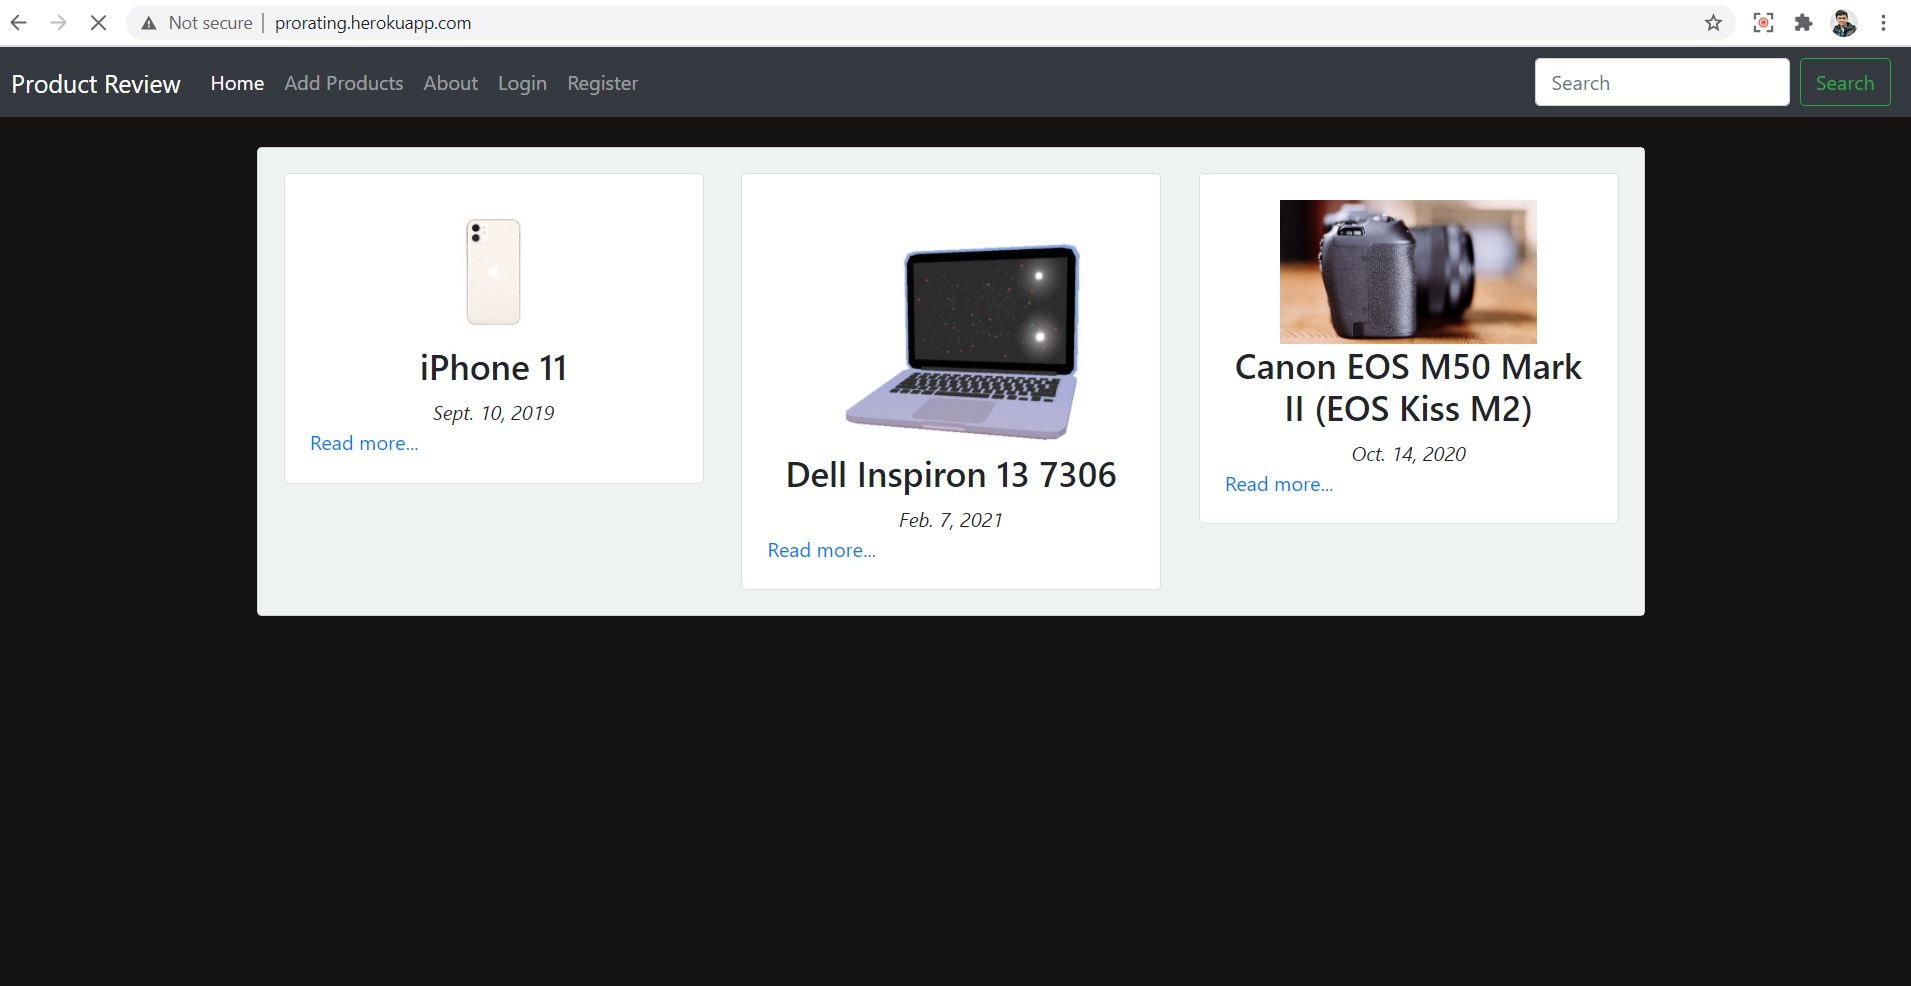 Not secure | prorating.herokuapp.com
Product Review Home Add Products About Login Register Search Search
iPhone 11
Sept. 10, 2019
Read more...
Dell Inspiron 13 7306
Feb. 7, 2021
Read more...
Canon EOS M50 Mark
II (EOS Kiss M2)
Oct. 14, 2020
Read more...